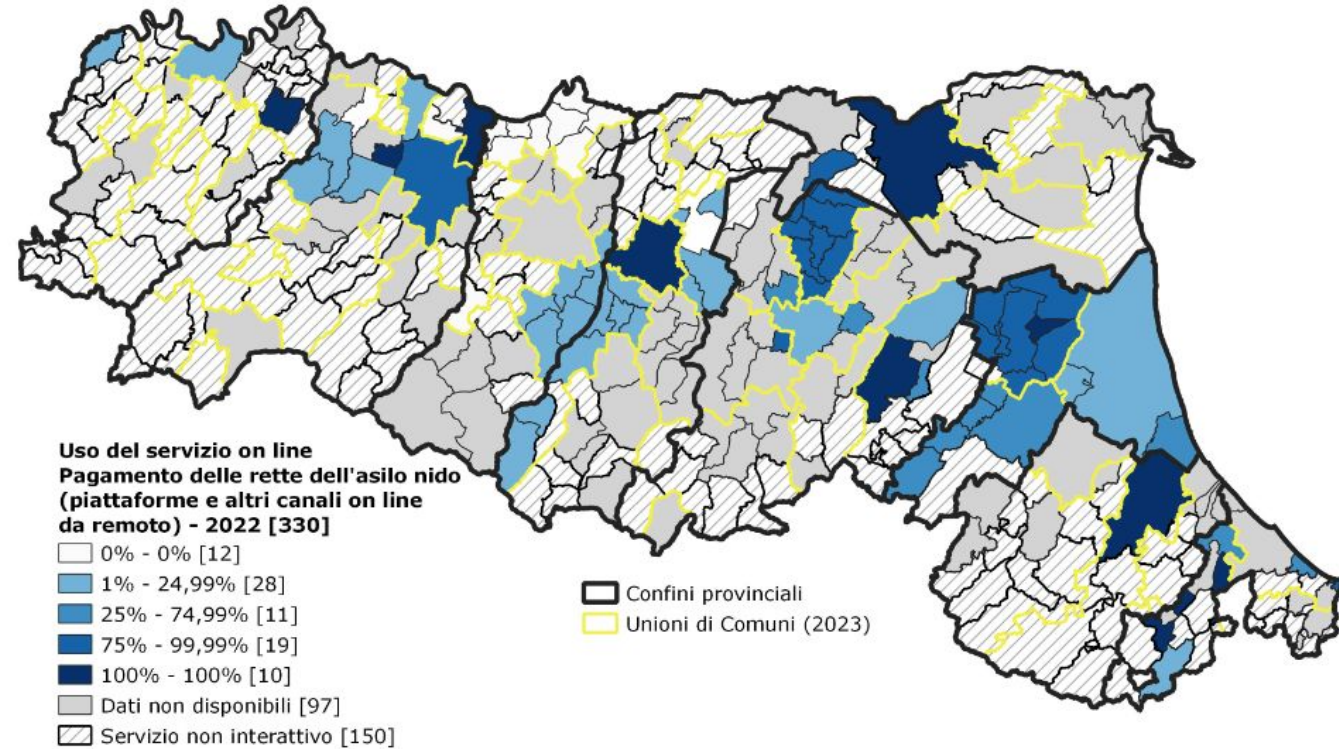 Uso del servizio on line
Pagamento delle rette dell'asilo nido
(piattaforme e altri canali on line
da remoto) - 2022 [330]
0% - 0% [12]
1% - 24,99% [28]
25% - 74,99% [11]
75% - 99,99% [19]
100% - 100% [10]
Dati non disponibili [97]
Servizio non interattivo [150]
Confini provinciali
Unioni di Comuni (2023)